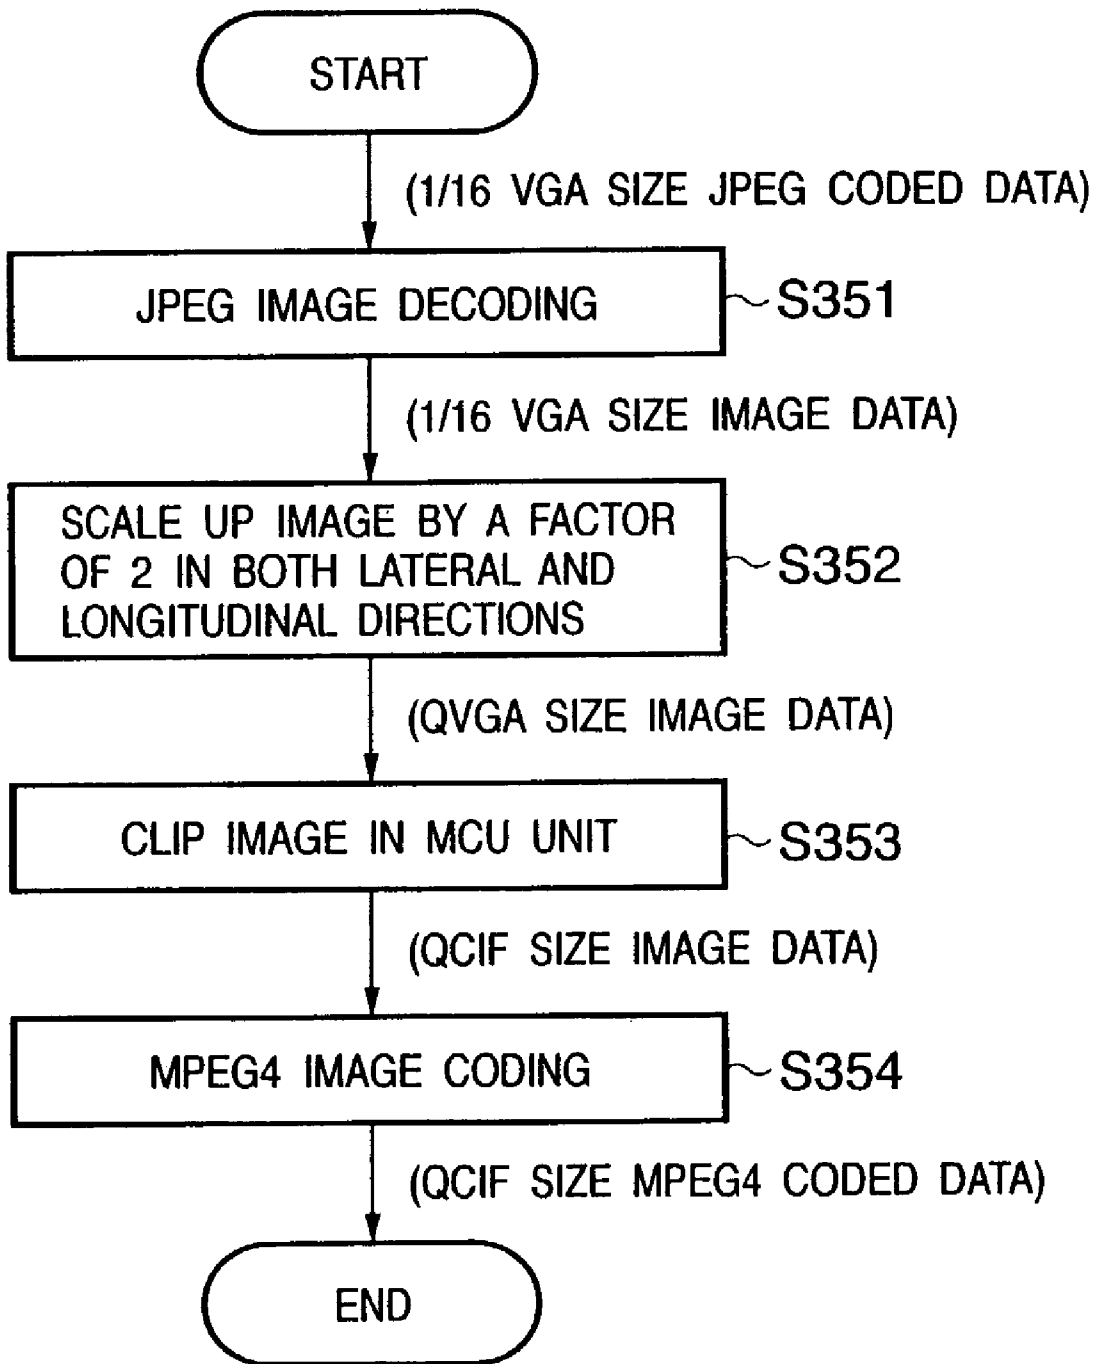 START
(1/16 VGA SIZE JPEG CODED DATA)
JPEG IMAGE DECODING
S351
(1/16 VGA SIZE IMAGE DATA)
SCALE UP IMAGE BY A FACTOR
OF 2 IN BOTH LATERAL AND
LONGITUDINAL DIRECTIONS
S352
(QVGA SIZE IMAGE DATA)
CLIP IMAGE IN MCU UNIT
S353
(QCIF SIZE IMAGE DATA)
MPEG4 IMAGE CODING
S354
(QCIF SIZE MPEG4 CODED DATA)
END